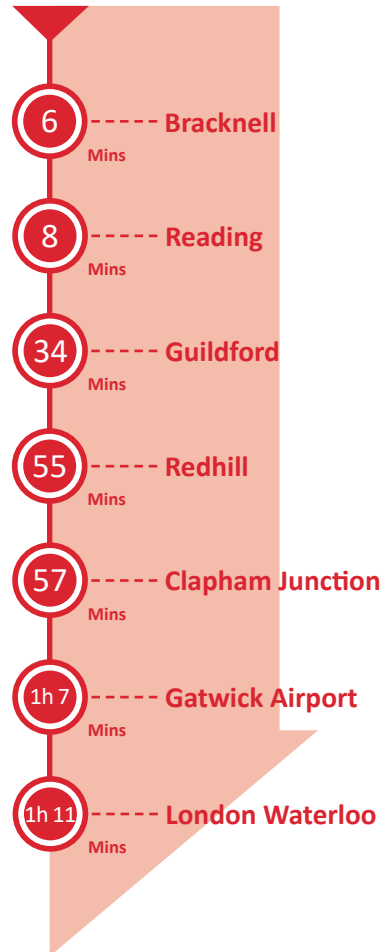 6
Bracknell
Mins
8
Reading
Mins
34
Guildford
Mins
55
Redhill
Mins
57
Clapham Junction
Mins
1h 7
Gatwick Airport
Mins
1h 11
London Waterloo
Mins